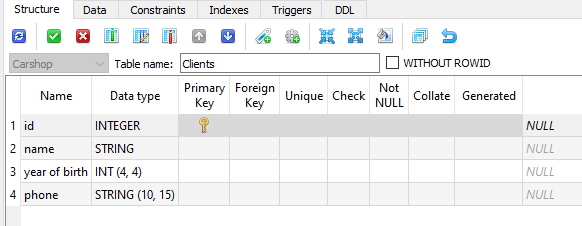 Structure Data Constraints Indexes Triggers DDL
Carshop Table name: Clients WITHOUT ROWID
Name Data type Primary Key Foreign Key Unique Check Not NULL Collate Generated
1 id INTEGER NULL
2 name STRING NULL
3 year of birth INT (4, 4) NULL
4 phone STRING (10, 15) NULL